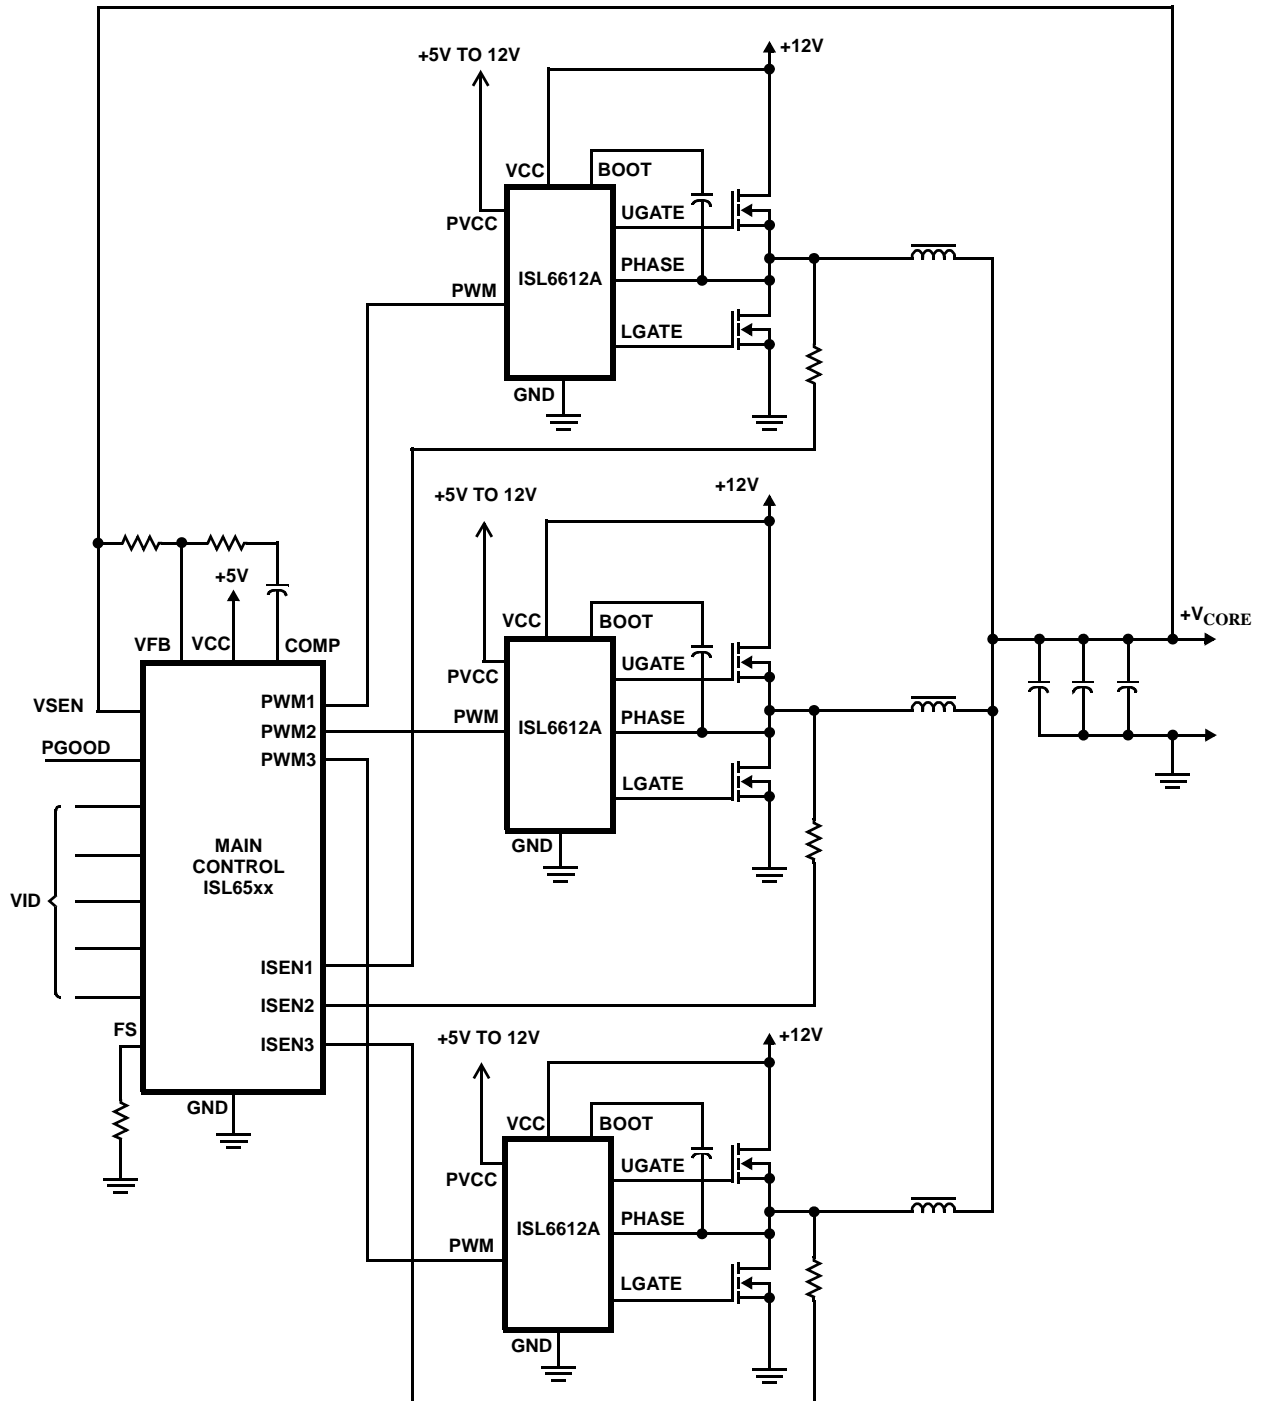 +12V
+5V TO 12V
VCC
BOOT
UGATE
PVCC
PHASE
ISL6612A
PWM
LGATE
GND
+12V
+5V TO 12V
+5V
VCC
BOOT
+VCORE
VFB
VCC
COMP
UGATE
PVCC
VSEN
PWM1
PWM
PHASE
ISL6612A
PWM2
PGOOD
PWM3
LGATE
MAIN
CONTROL
ISL65xx
GND
VID
ISEN1
ISEN2
FS
ISEN3
+5V TO 12V
+12V
GND
VCC
BOOT
UGATE
PVCC
PHASE
ISL6612A
PWM
LGATE
GND